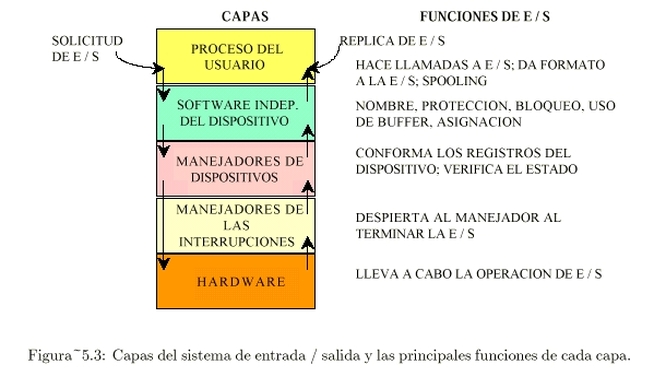 CAPAS
FUNCIONES DE E / S
SOLICITUD
DE E / S
PROCESO DEL
USUARIO
REPLICA DE E / S
HACE LLAMADAS A E / S; DA FORMATO
A LA E / S; SPOOLING
SOFTWARE INDEP.
DEL DISPOSITIVO
NOMBRE, PROTECCION, BLOQUEO, USO
DE BUFFER, ASIGNACION
MANEJADORES DE
DISPOSITIVOS
CONFORMA LOS REGISTROS DEL
DISPOSITIVO; VERIFICA EL ESTADO
MANEJADORES DE
LAS
INTERRUPCIONES
DESPIERTA AL MANEJADOR AL
TERMINAR LA E / S
HARDWARE
LLEVA A CABO LA OPERACION DE E / S
Figura~5.3: Capas del sistema de entrada / salida y las principales funciones de cada capa.